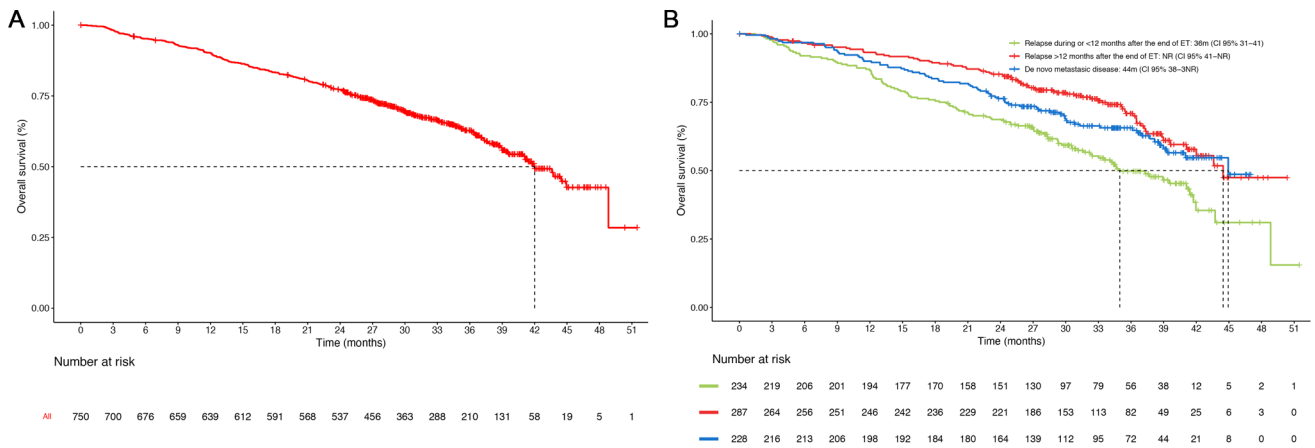 A
1.00
0.75
0.50
0.25
0.00
Overall survival (%)
0 3 6 9 12 15 18 21 24 27 30 33 36 39 42 45 48 51
Time (months)
Number at risk
All 750 700 676 659 639 612 591 568 537 456 363 288 210 131 58 19 5 1
B
Relapse during or <12 months after the end of ET: 36m (CI 95% 31–41)
Relapse >12 months after the end of ET: NR (CI 95% 41–NR)
De novo metastasic disease: 44m (CI 95% 38–3NR)
1.00
0.75
0.50
0.25
0.00
Overall survival (%)
0 3 6 9 12 15 18 21 24 27 30 33 36 39 42 45 48 51
Time (months)
Number at risk
234 219 206 201 194 177 170 158 151 130 97 79 56 38 12 5 2 1
287 264 256 251 246 242 236 229 221 186 153 113 82 49 25 6 3 0
228 216 213 206 198 192 184 180 164 139 112 95 72 44 21 8 0 0